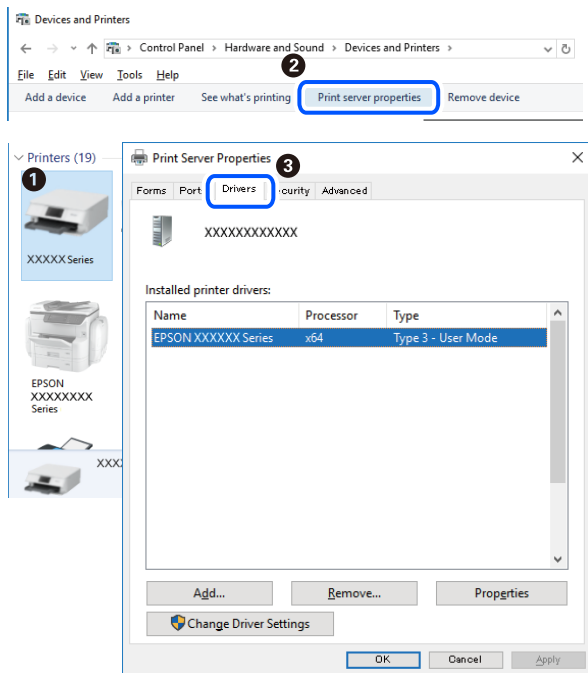 Devices and Printers
Control Panel > Hardware and Sound > Devices and Printers >
2
File Edit View Tools Help
Add a device Add a printer See what's printing Print server properties Remove device
Printers (19)
1
XXXXX Series
EPSON
XXXXXXXX
Series
XXX
Print Server Properties
3
Forms Port Drivers curity Advanced
XXXXXXXXXXXX
Installed printer drivers:
Name Processor Type
EPSON XXXXXX Series x64 Type 3 - User Mode
Add... Remove... Properties
Change Driver Settings
OK Cancel Apply